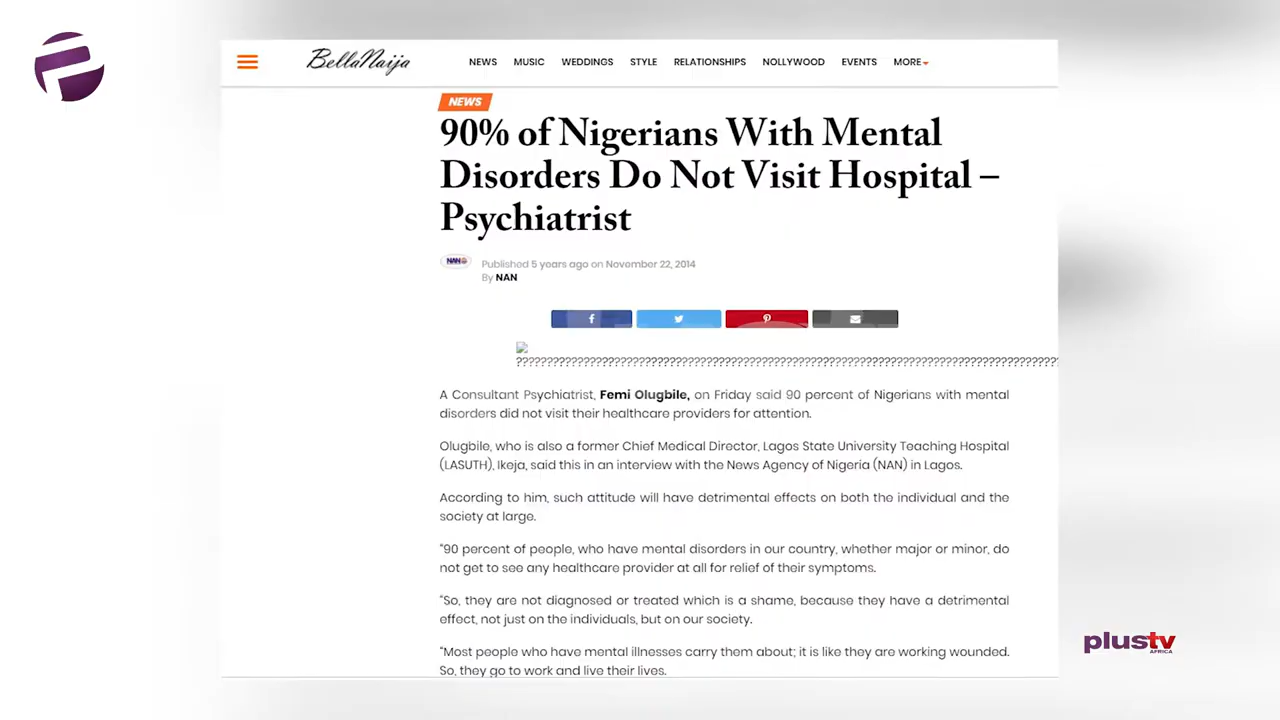 BellaNaija
NEWS MUSIC WEDDINGS STYLE RELATIONSHIPS NOLLYWOOD EVENTS MORE
NEWS
90% of Nigerians With Mental
Disorders Do Not Visit Hospital –
Psychiatrist
NAN
Published 5 years ago on November 22, 2014
By NAN
A Consultant Psychiatrist, Femi Olugbile, on Friday said 90 percent of Nigerians with mental
disorders did not visit their healthcare providers for attention.
Olugbile, who is also a former Chief Medical Director, Lagos State University Teaching Hospital
(LASUTH), Ikeja, said this in an interview with the News Agency of Nigeria (NAN) in Lagos.
According to him, such attitude will have detrimental effects on both the individual and the
society at large.
“90 percent of people, who have mental disorders in our country, whether major or minor, do
not get to see any healthcare provider at all for relief of their symptoms.
“So, they are not diagnosed or treated which is a shame, because they have a detrimental
effect, not just on the individuals, but on our society.
“Most people who have mental illnesses carry them about; it is like they are working wounded.
So, they go to work and live their lives.
plustv
AFRICA